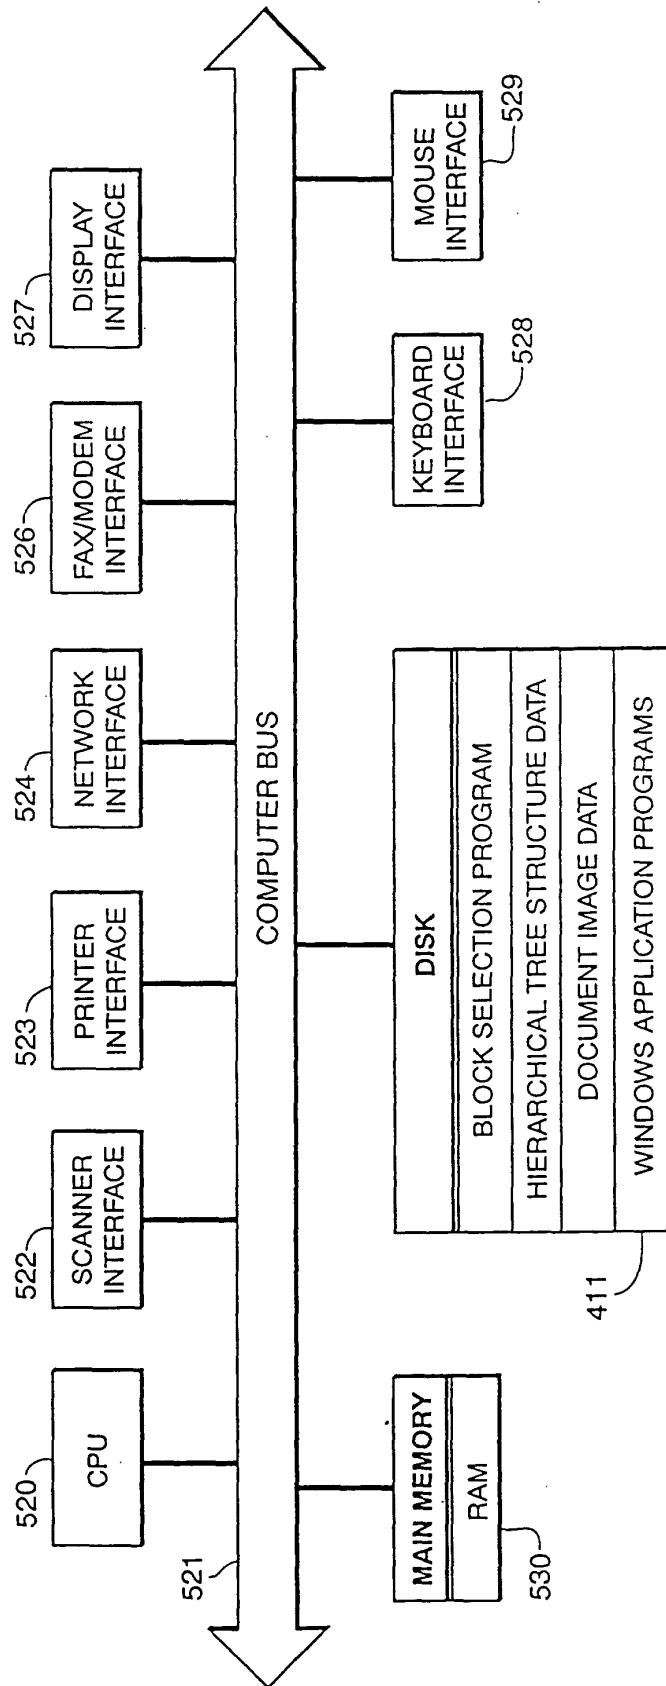 520
CPU
522
SCANNER
INTERFACE
523
PRINTER
INTERFACE
524
NETWORK
INTERFACE
526
FAX/MODEM
INTERFACE
527
DISPLAY
INTERFACE
521
COMPUTER BUS
MAIN MEMORY
RAM
530
DISK
BLOCK SELECTION PROGRAM
HIERARCHICAL TREE STRUCTURE DATA
DOCUMENT IMAGE DATA
WINDOWS APPLICATION PROGRAMS
411
KEYBOARD
INTERFACE
528
MOUSE
INTERFACE
529